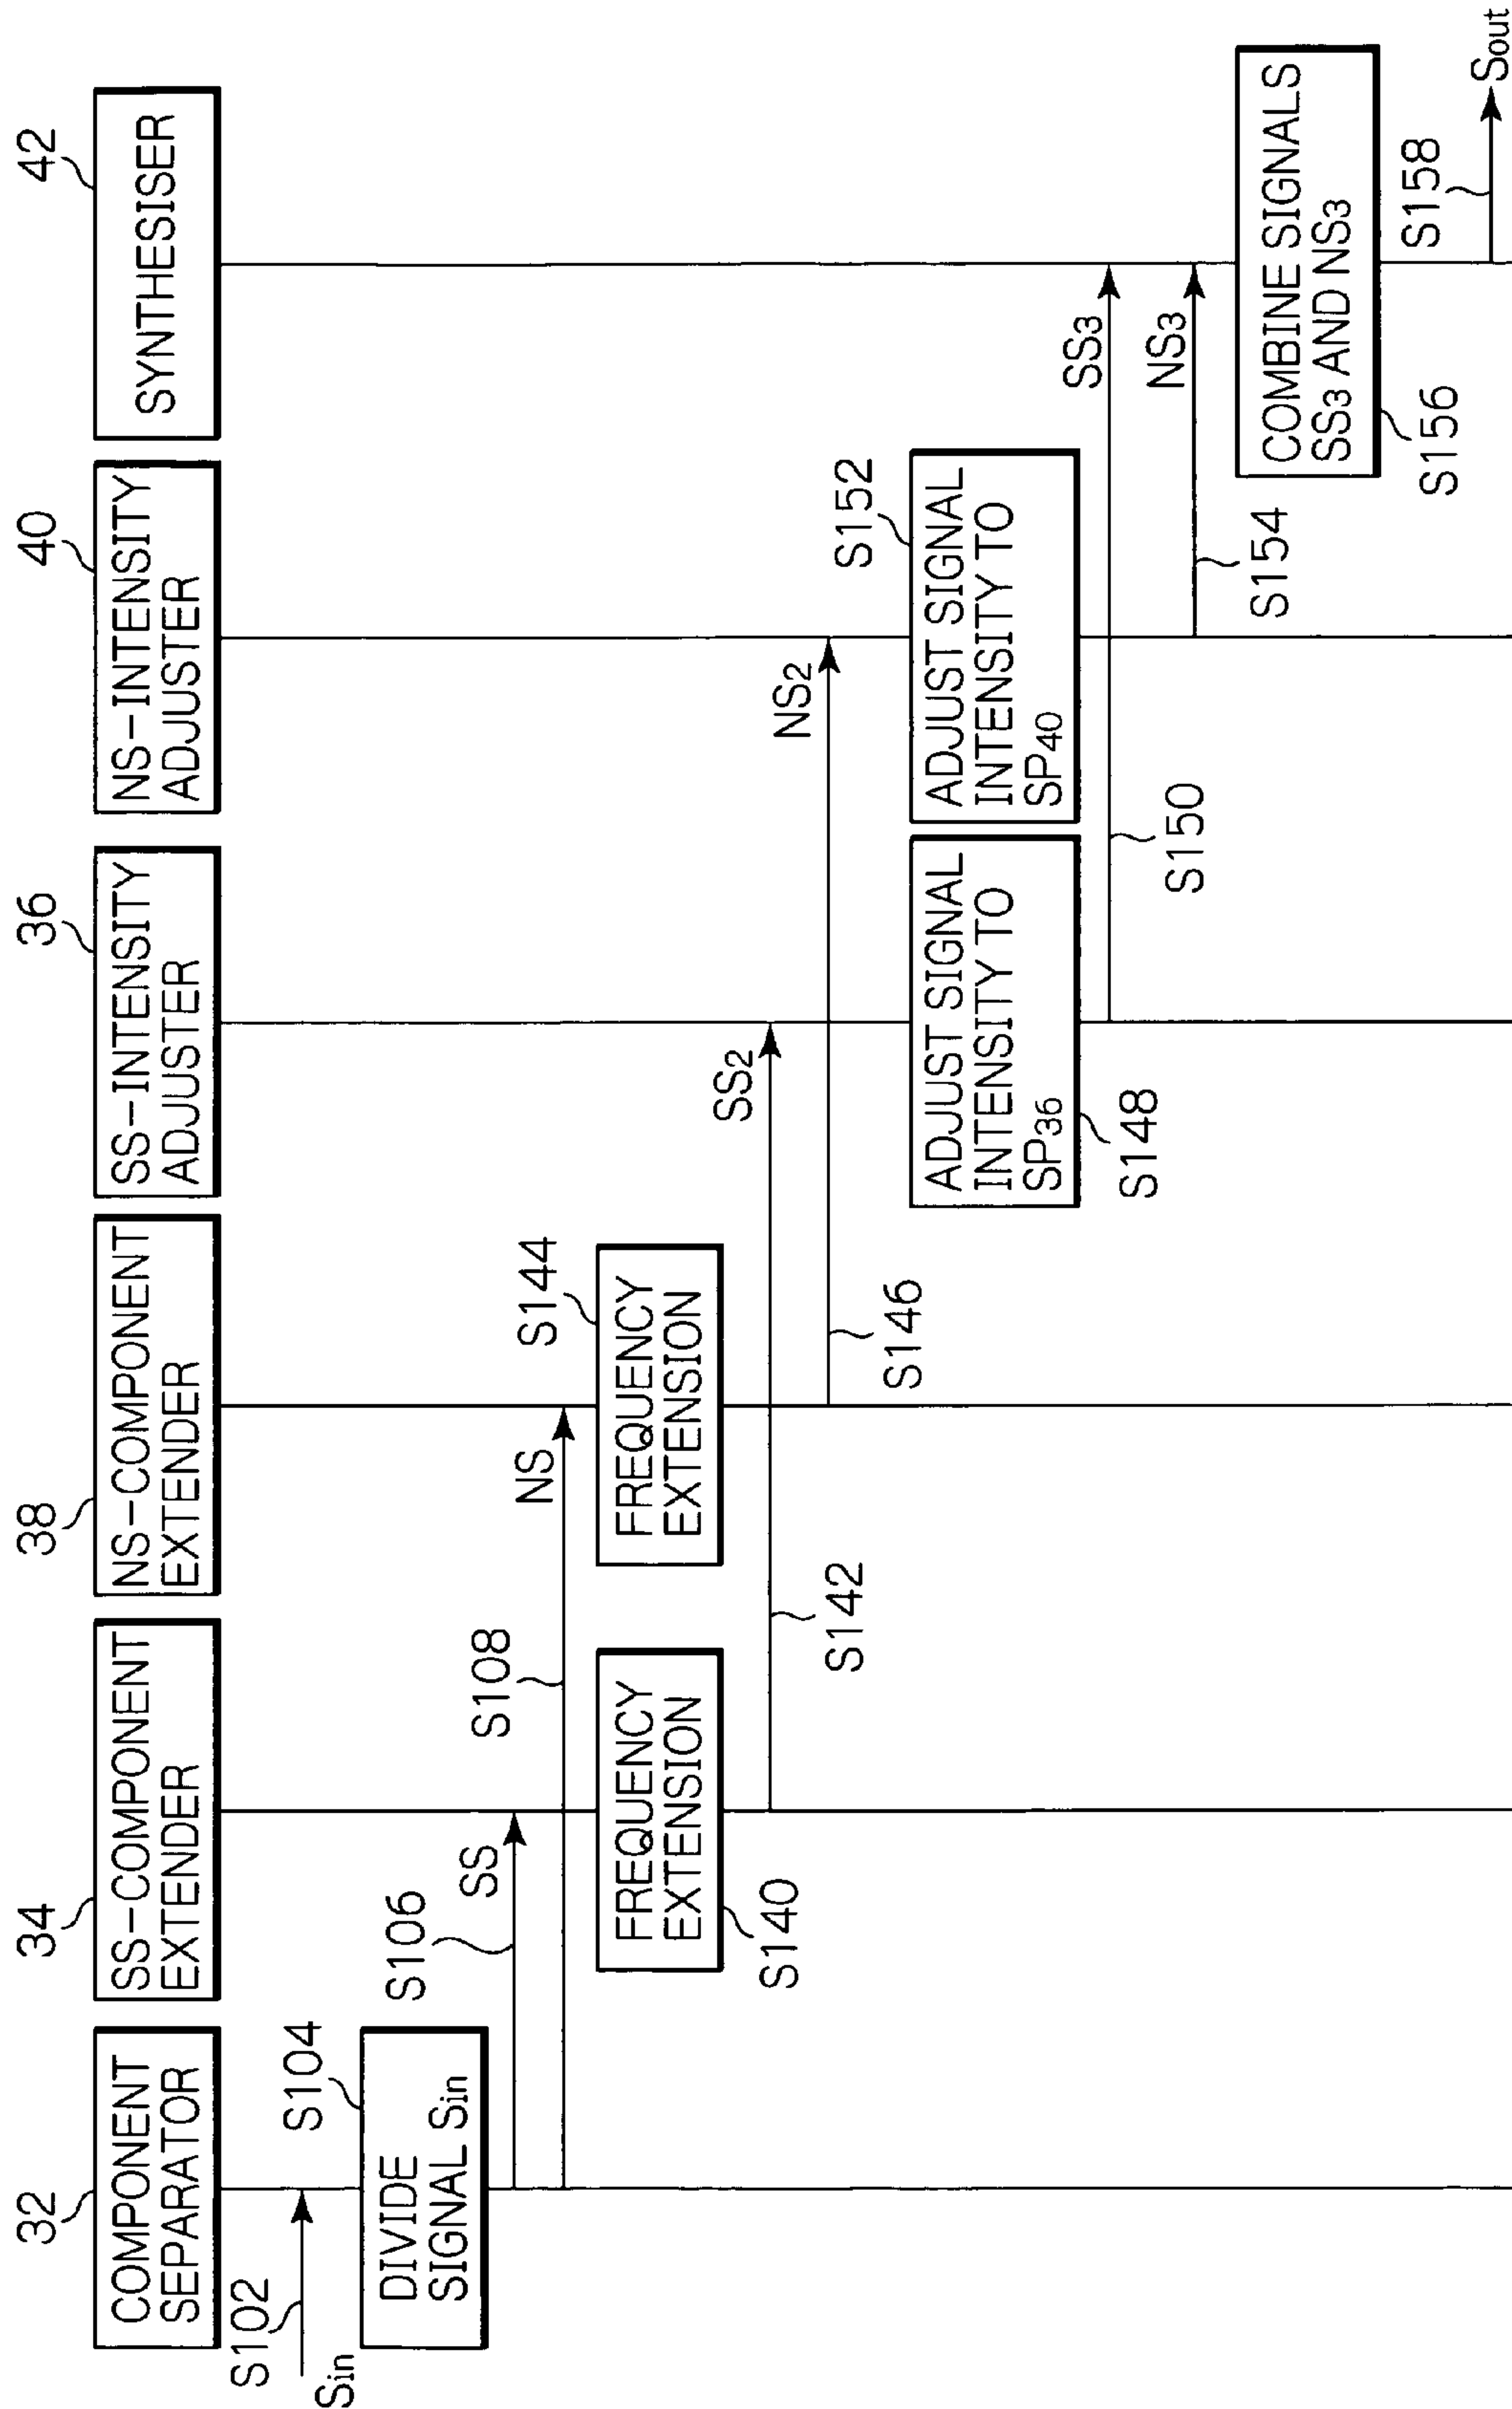 32
34
38
36
40
42
COMPONENT
SEPARATOR
SS-COMPONENT
EXTENDER
NS-COMPONENT
EXTENDER
SS-INTENSITY
ADJUSTER
NS-INTENSITY
ADJUSTER
SYNTHESISER
S102
Sin
S104
DIVIDE
SIGNAL Sin
S106
SS
S108
NS
S144
FREQUENCY
EXTENSION
S140
FREQUENCY
EXTENSION
SS2
S142
NS2
S146
S152
ADJUST SIGNAL
INTENSITY TO
SP36
S148
ADJUST SIGNAL
INTENSITY TO
SP40
SS3
S150
NS3
S154
COMBINE SIGNALS
SS3 AND NS3
S156
S158
Sout